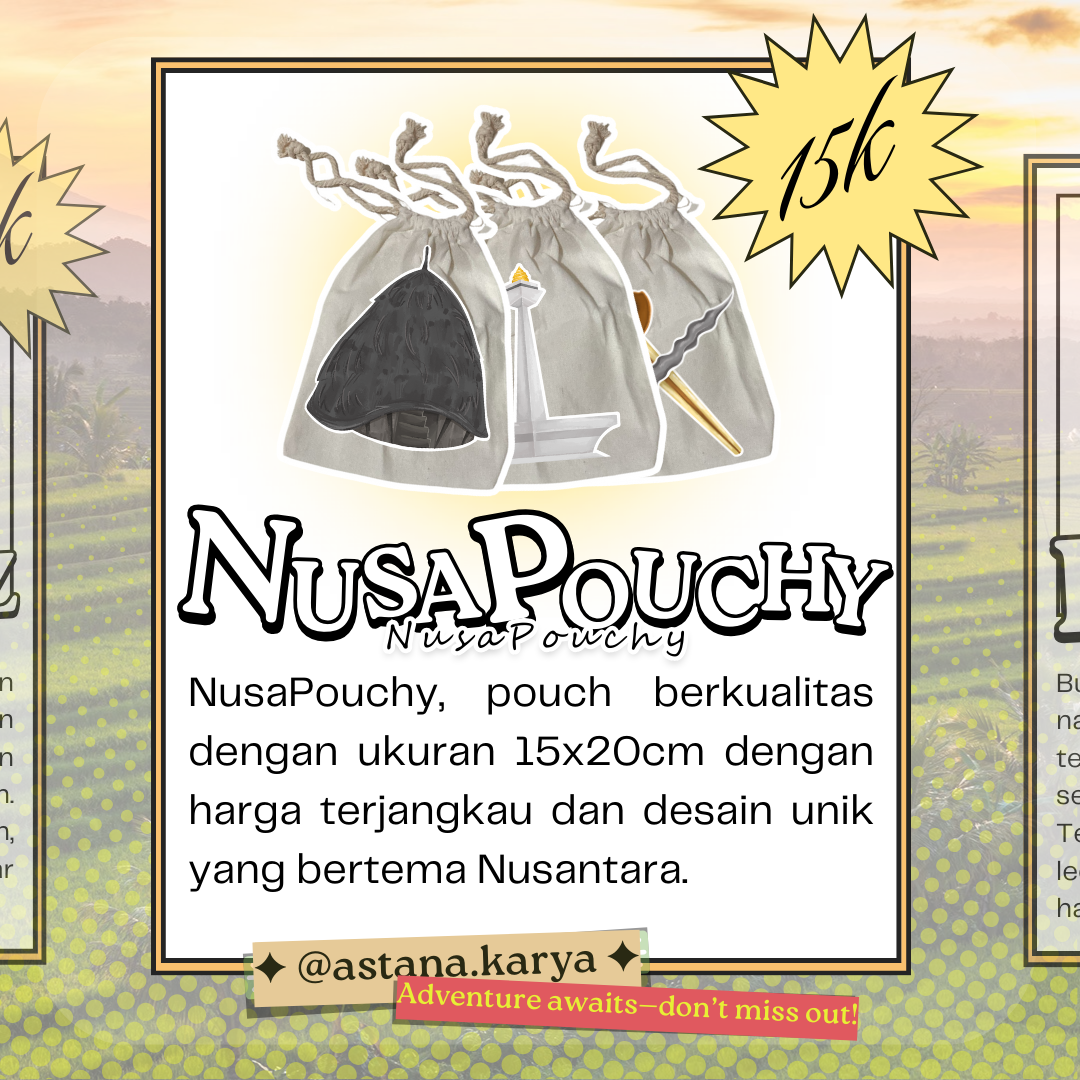 15k
k
NUSAPOUCHY
NusaPouchy
NusaPouchy, pouch berkualitas
dengan ukuran 15x20cm dengan
harga terjangkau dan desain unik
yang bertema Nusantara.
@astana.karya
Adventure awaits—don't miss out!